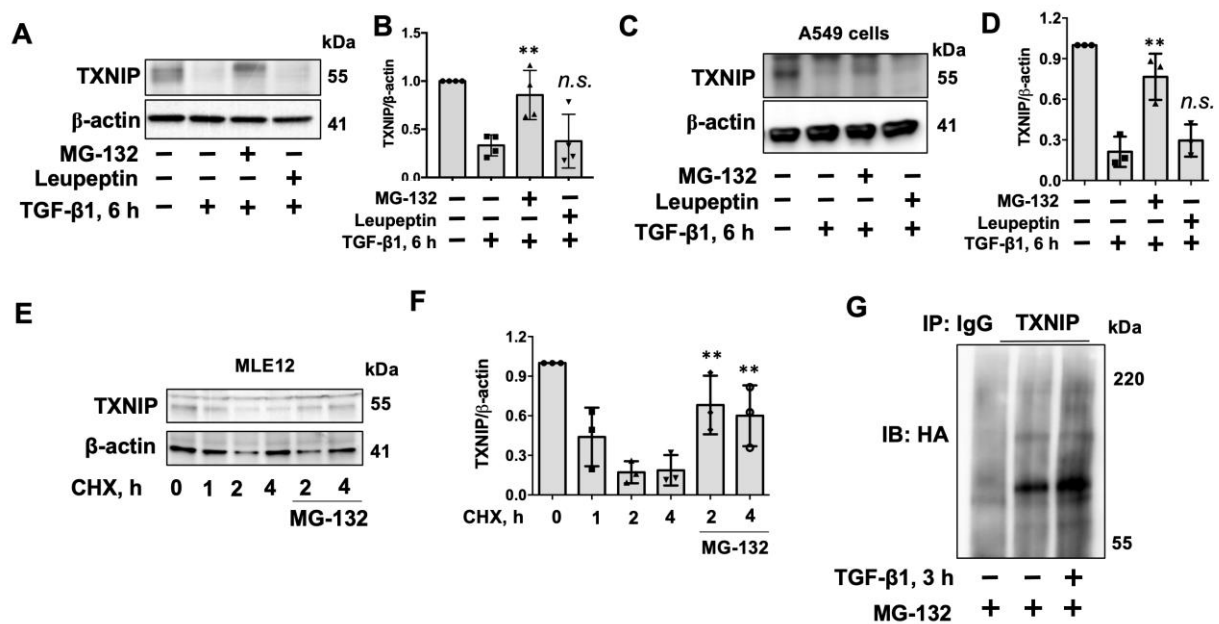 A
kDa
TXNIP
55
β-actin
41
MG-132 – – + –
Leupeptin – – – +
TGF-β1, 6 h – + + +
B
TXNIP/β-actin
1.5
1.0
0.5
0.0
**
n.s.
MG-132 – – + –
Leupeptin – – – +
TGF-β1, 6 h – + + +
C
A549 cells
kDa
TXNIP
55
β-actin
41
MG-132 – – + –
Leupeptin – – – +
TGF-β1, 6 h – + + +
D
TXNIP/β-actin
1.2
0.9
0.6
0.3
0.0
**
n.s.
MG-132 – – + –
Leupeptin – – – +
TGF-β1, 6 h – + + +
E
MLE12
kDa
TXNIP
55
β-actin
41
CHX, h 0 1 2 4 2 4
MG-132
F
TXNIP/β-actin
1.2
0.9
0.6
0.3
0.0
** **
CHX, h 0 1 2 4 2 4
MG-132
G
IP: IgG TXNIP kDa
220
IB: HA
55
TGF-β1, 3 h – – +
MG-132 + + +